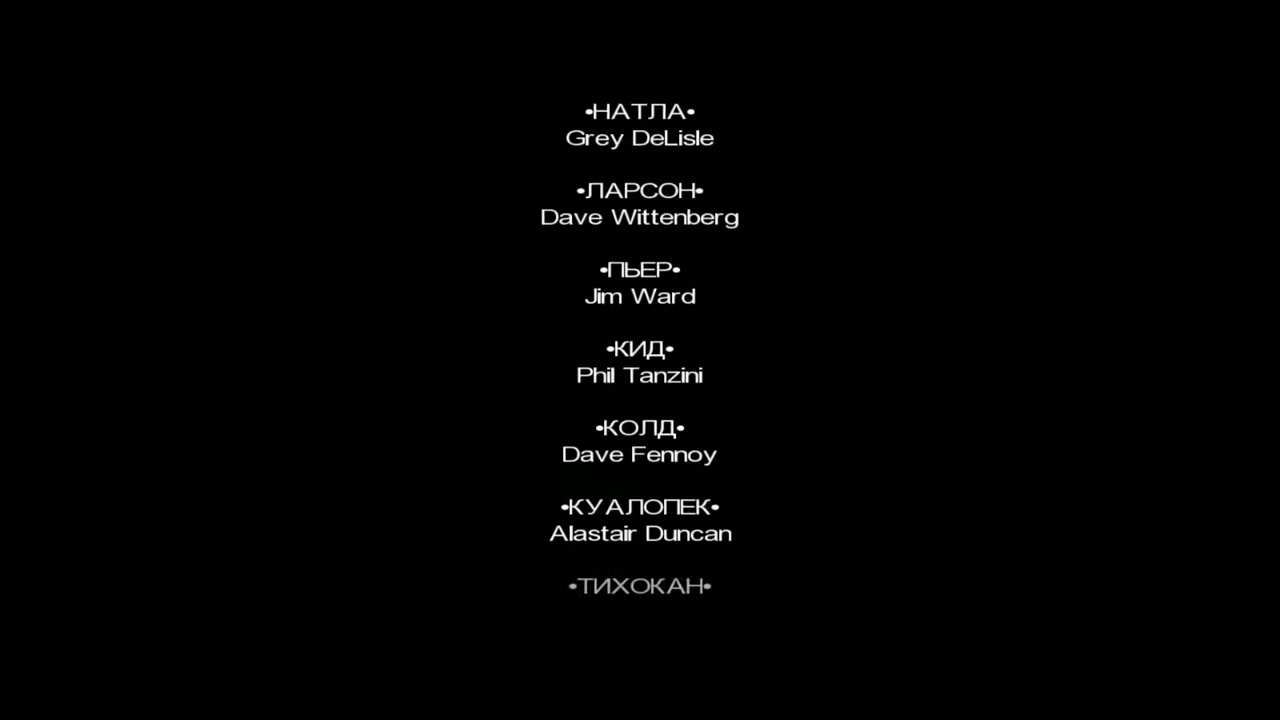 •НАТЛА•
Grey DeLisle
•ЛАРСОН•
Dave Wittenberg
•ПЬЕР•
Jim Ward
•КИД•
Phil Tanzini
•КОЛД•
Dave Fennoy
•КУАЛОПЕК•
Alastair Duncan
•ТИХОКАН•